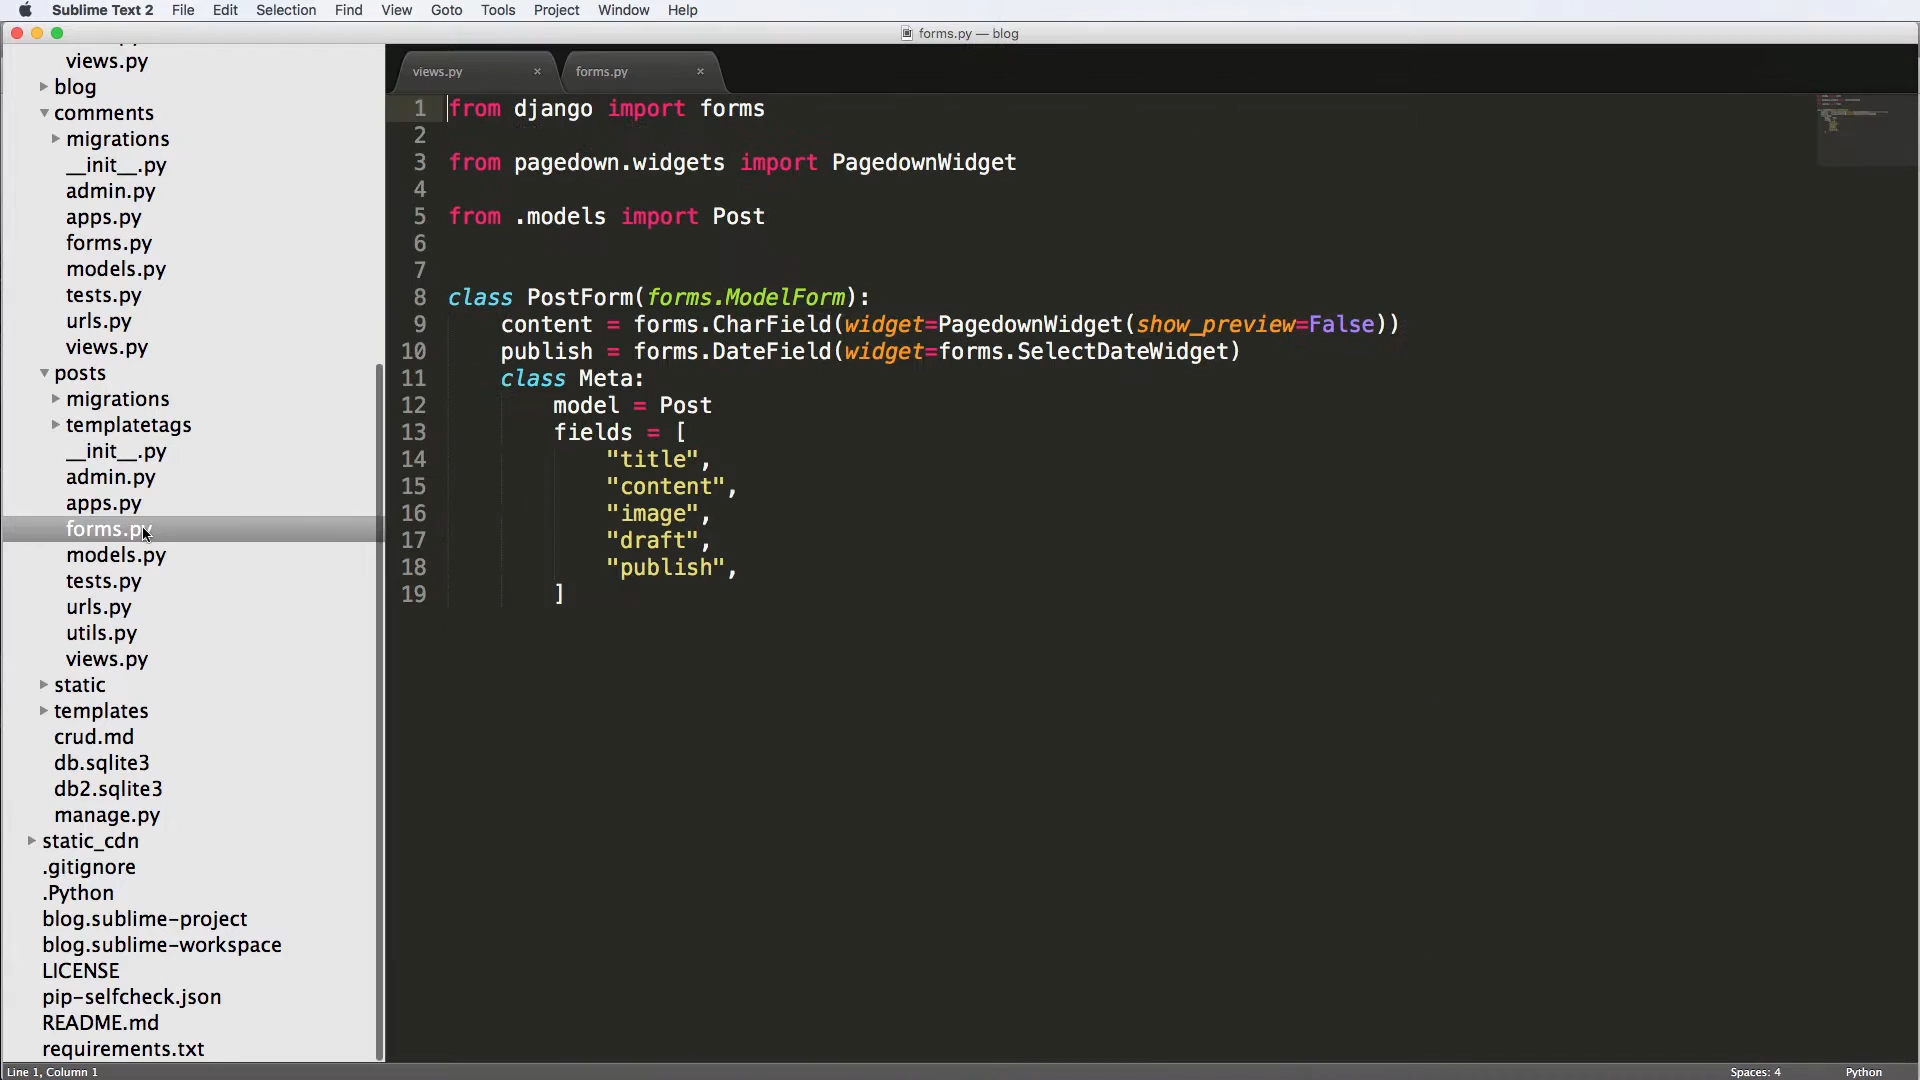 Sublime Text 2 File Edit Selection Find View Goto Tools Project Window Help
forms.py — blog
views.py
blog
comments
migrations
__init__.py
admin.py
apps.py
forms.py
models.py
tests.py
urls.py
views.py
posts
migrations
templatetags
__init__.py
admin.py
apps.py
forms.py
models.py
tests.py
urls.py
utils.py
views.py
static
templates
crud.md
db.sqlite3
db2.sqlite3
manage.py
static_cdn
.gitignore
.Python
blog.sublime-project
blog.sublime-workspace
LICENSE
pip-selfcheck.json
README.md
requirements.txt
views.py × forms.py ×
1 from django import forms
2
3 from pagedown.widgets import PagedownWidget
4
5 from .models import Post
6
7
8 class PostForm(forms.ModelForm):
9 content = forms.CharField(widget=PagedownWidget(show_preview=False))
10 publish = forms.DateField(widget=forms.SelectDateWidget)
11 class Meta:
12 model = Post
13 fields = [
14 "title",
15 "content",
16 "image",
17 "draft",
18 "publish",
19 ]
Line 1, Column 1 Spaces: 4 Python